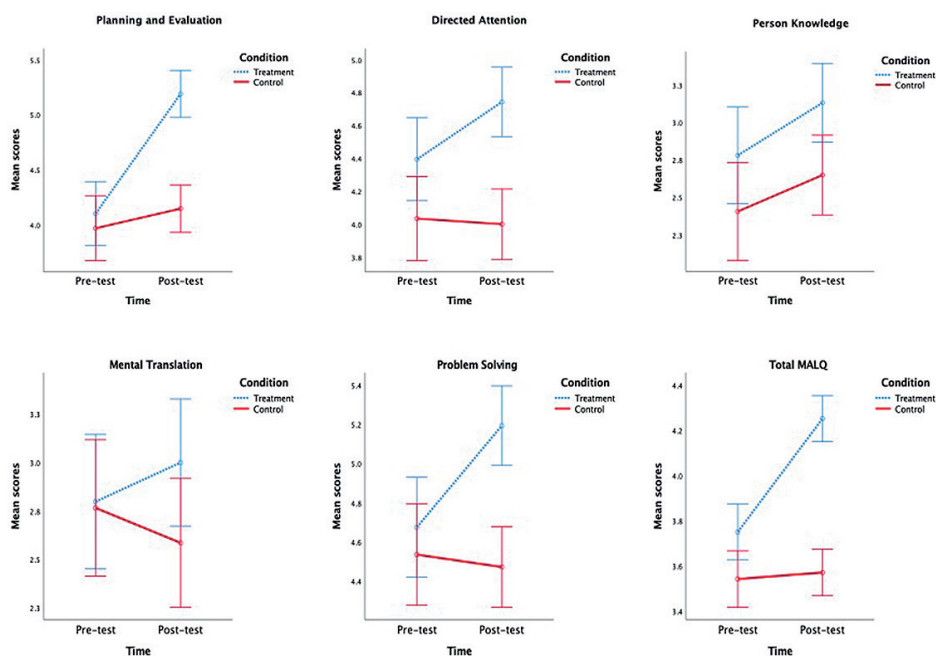 Planning and Evaluation
Condition
Treatment
Control
Mean scores
5.5
5.0
4.5
4.0
Pre-test Post-test
Time
Directed Attention
Condition
Treatment
Control
Mean scores
5.0
4.8
4.6
4.4
4.2
4.0
3.8
Pre-test Post-test
Time
Person Knowledge
Condition
Treatment
Control
Mean scores
3.3
3.0
2.8
2.5
2.3
Pre-test Post-test
Time
Mental Translation
Condition
Treatment
Control
Mean scores
3.3
3.0
2.8
2.5
2.3
Pre-test Post-test
Time
Problem Solving
Condition
Treatment
Control
Mean scores
5.4
5.2
5.0
4.8
4.6
4.4
Pre-test Post-test
Time
Total MALQ
Condition
Treatment
Control
Mean scores
4.4
4.2
4.0
3.8
3.6
3.4
Pre-test Post-test
Time